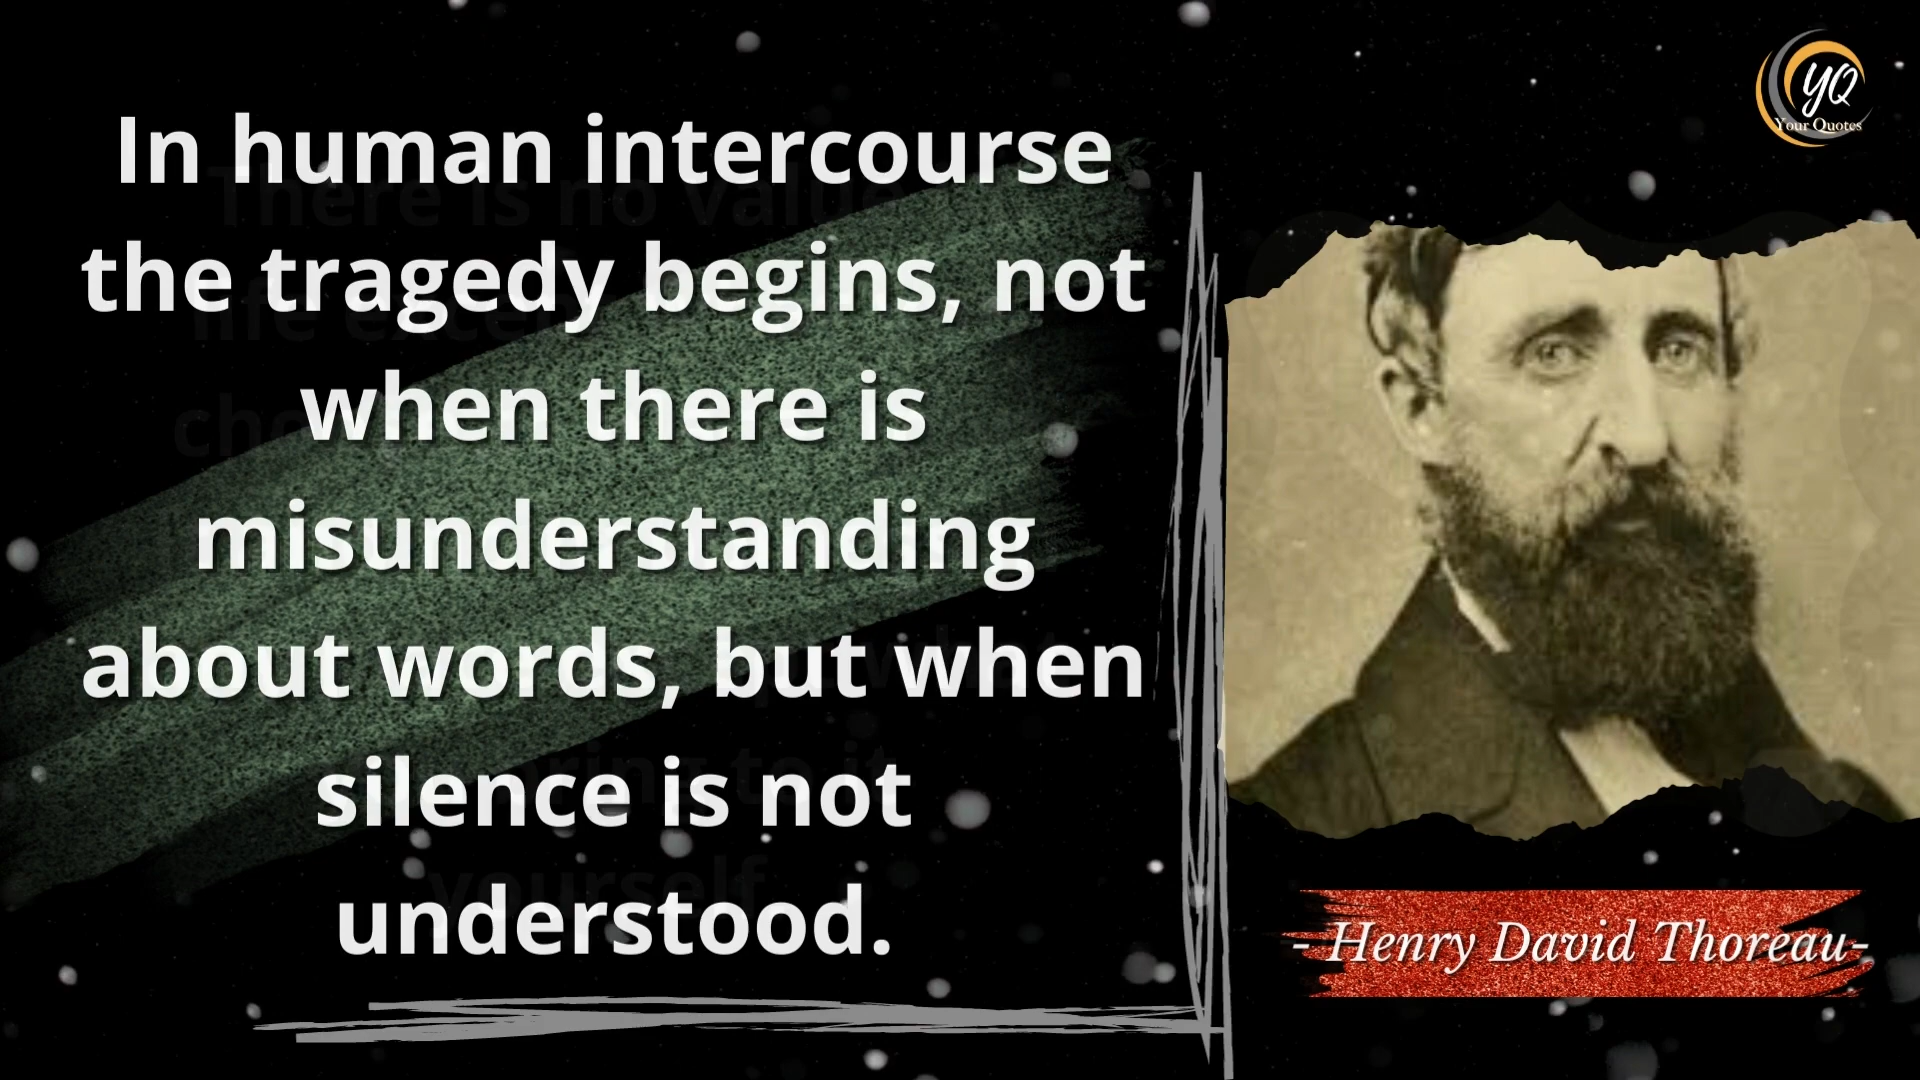 YQ
Your Quotes
In human intercourse
the tragedy begins, not
when there is
misunderstanding
about words, but when
silence is not
understood.
- Henry David Thoreau-